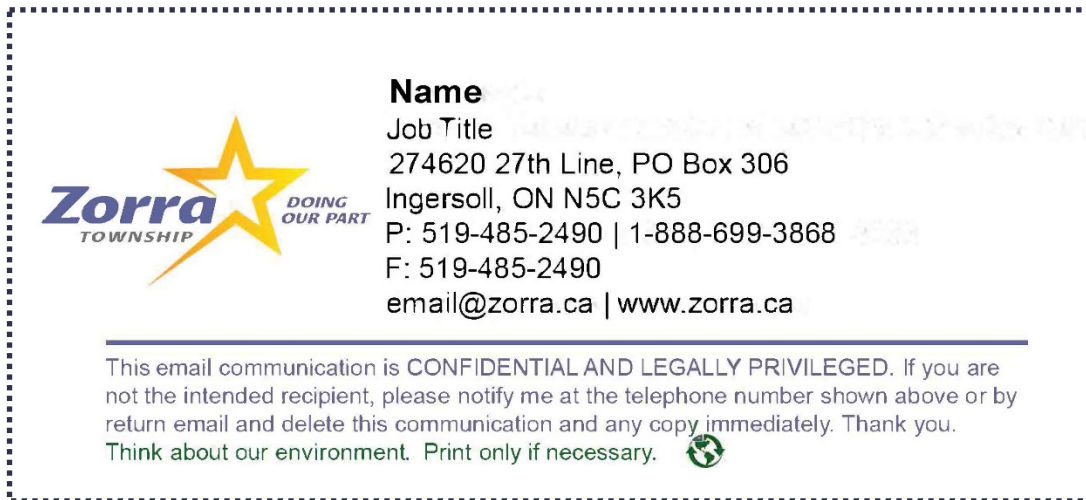 Name
Job Title
274620 27th Line, PO Box 306
Ingersoll, ON N5C 3K5
P: 519-485-2490 | 1-888-699-3868
F: 519-485-2490
email@zorra.ca | www.zorra.ca
Zorra
TOWNSHIP
DOING
OUR PART
This email communication is CONFIDENTIAL AND LEGALLY PRIVILEGED. If you are
not the intended recipient, please notify me at the telephone number shown above or by
return email and delete this communication and any copy immediately. Thank you.
Think about our environment. Print only if necessary.